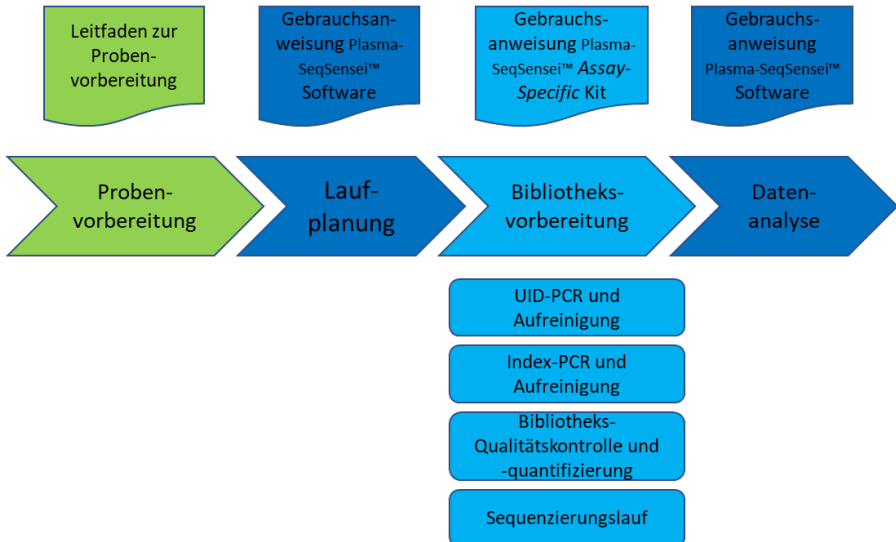 Leitfaden zur
Proben-
vorbereitung
Gebrauchsan-
weisung Plasma-
SeqSensei™
Software
Gebrauchs-
anweisung Plasma-
SeqSensei™ Assay-
Specific Kit
Gebrauchs-
anweisung
Plasma-SeqSensei™
Software
Proben-
vorbereitung
Lauf-
planung
Bibliotheks-
vorbereitung
Daten-
analyse
UID-PCR und
Aufreinigung
Index-PCR und
Aufreinigung
Bibliotheks-
Qualitätskontrolle und
-quantifizierung
Sequenzierungslauf